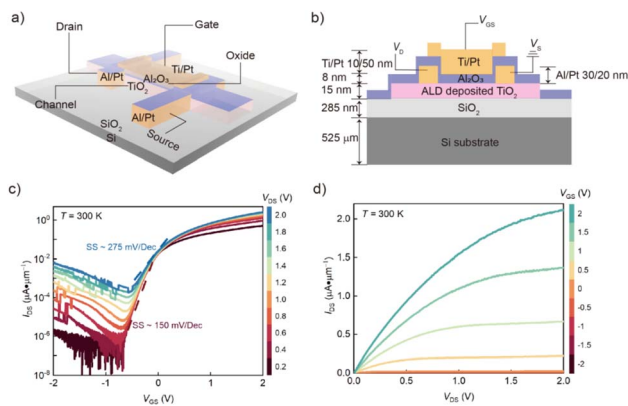 a)
Gate
Drain
Oxide
Ti/Pt
Al/Pt
Al₂O₃
TiO₂
Channel
Al/Pt
SiO₂
Source
Si
b)
V_GS
V_D
V_S
Ti/Pt 10/50 nm
Ti/Pt
8 nm
Al₂O₃
Al/Pt 30/20 nm
15 nm
ALD deposited TiO₂
285 nm
SiO₂
525 μm
Si substrate
c)
V_DS (V)
T = 300 K
SS ~ 275 mV/Dec
SS ~ 150 mV/Dec
I_DS (μA•μm⁻¹)
10⁰
10⁻²
10⁻⁴
10⁻⁶
10⁻⁸
-2 -1 0 1 2
V_GS (V)
2.0
1.8
1.6
1.4
1.2
1.0
0.8
0.6
0.4
0.2
d)
V_GS (V)
T = 300 K
I_DS (μA•μm⁻¹)
2.0
1.5
1.0
0.5
0.0
0.0 0.5 1.0 1.5 2.0
V_DS (V)
2
1.5
1
0.5
0
-0.5
-1
-1.5
-2